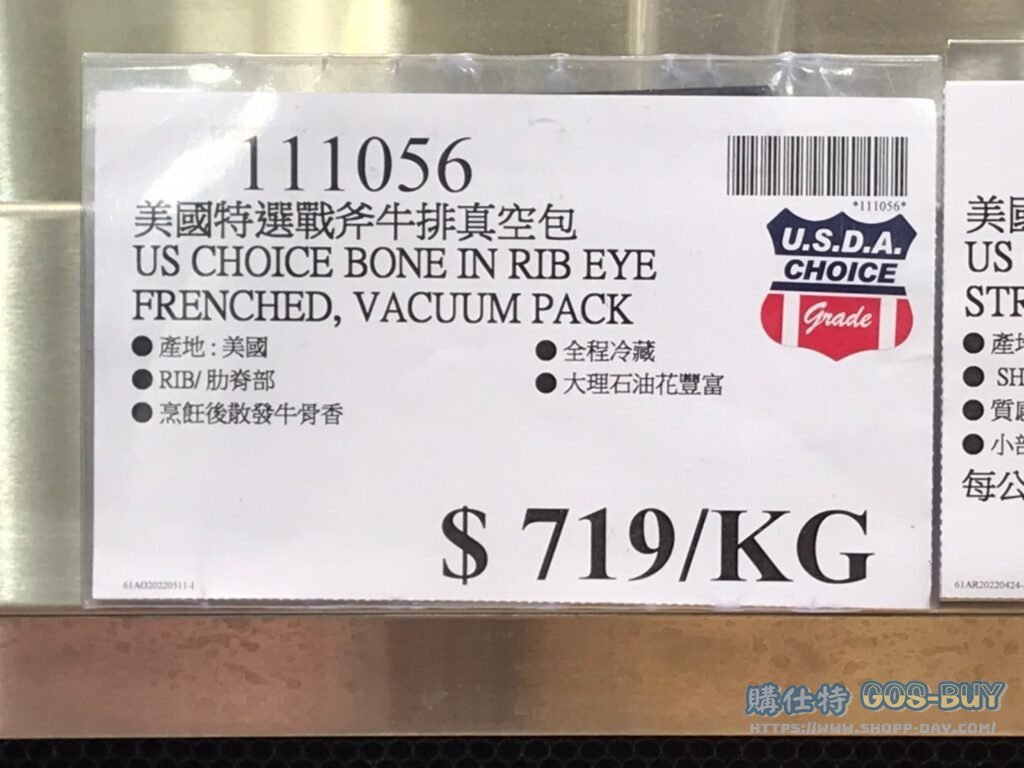 111056
*111056*
美國特選戰斧牛排真空包
US CHOICE BONE IN RIB EYE
FRENCHED, VACUUM PACK
U.S.D.A.
CHOICE
Grade
● 產地 : 美國
● RIB/ 肋脊部
● 烹飪後散發牛骨香
● 全程冷藏
● 大理石油花豐富
$ 719/KG
61AO20220511-1
美國
US
STR
● 產地
● SH
● 質感
● 小部
每公
61AR20220424-
購仕特 COS-BUY
HTTPS://WWW.SHOPP-DAY.COM/